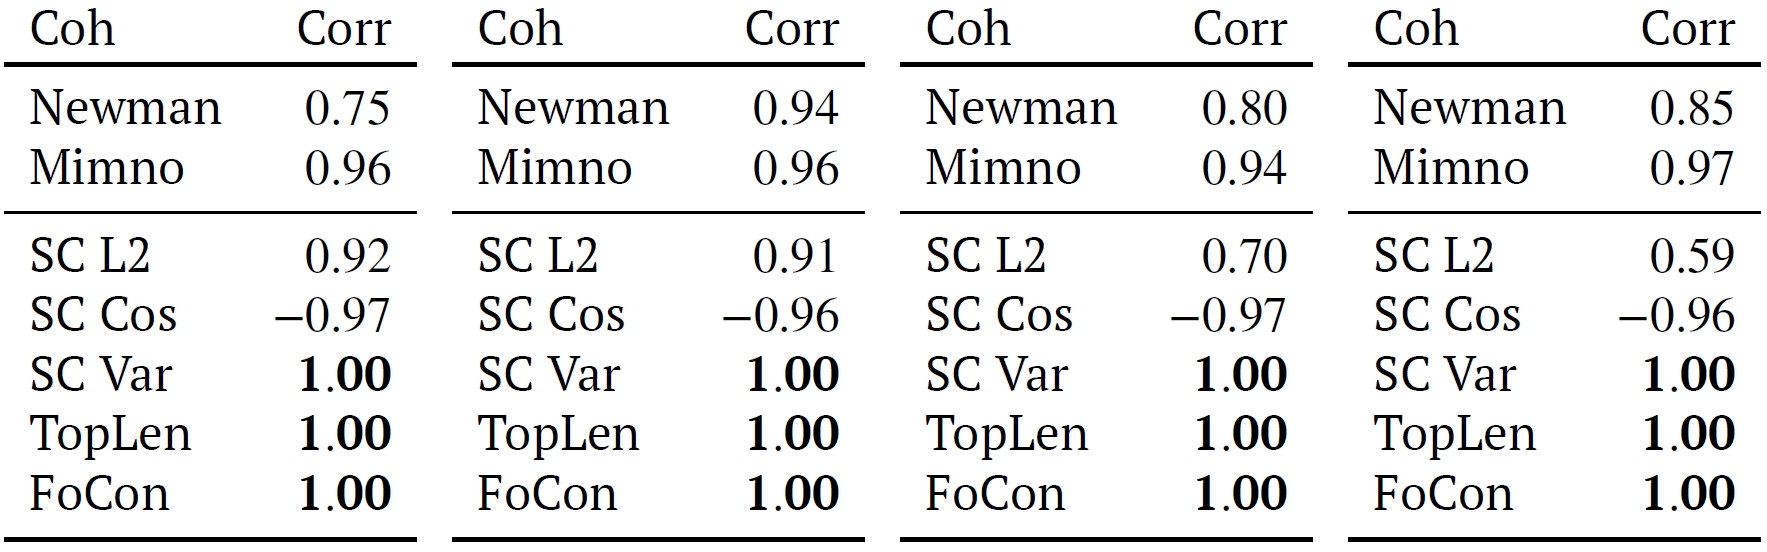 Coh Corr Coh Corr Coh Corr Coh Corr
Newman 0.75 Newman 0.94 Newman 0.80 Newman 0.85
Mimno 0.96 Mimno 0.96 Mimno 0.94 Mimno 0.97
SC L2 0.92 SC L2 0.91 SC L2 0.70 SC L2 0.59
SC Cos −0.97 SC Cos −0.96 SC Cos −0.97 SC Cos −0.96
SC Var 1.00 SC Var 1.00 SC Var 1.00 SC Var 1.00
TopLen 1.00 TopLen 1.00 TopLen 1.00 TopLen 1.00
FoCon 1.00 FoCon 1.00 FoCon 1.00 FoCon 1.00